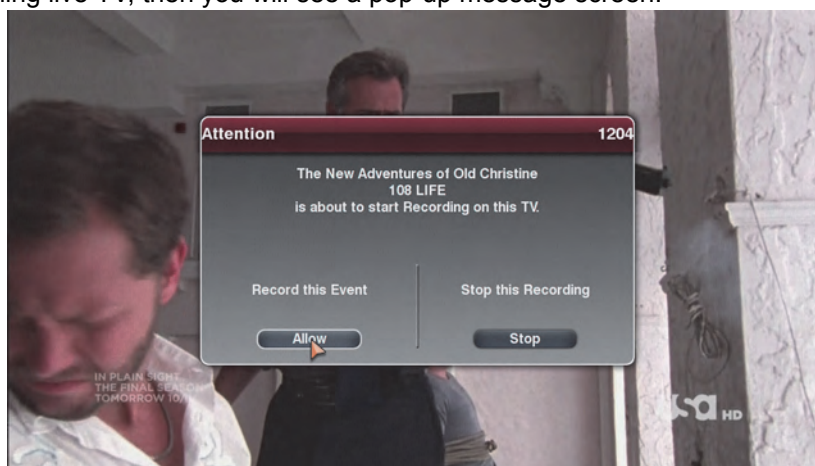 ling live TV, then you will see a pop-up message screen.
Attention 1204
The New Adventures of Old Christine
108 LIFE
is about to start Recording on this TV.
Record this Event
Stop this Recording
Allow
Stop
IN PLAIN SIGHT
THE FINAL SEASON
TOMORROW 10/9
usa HD